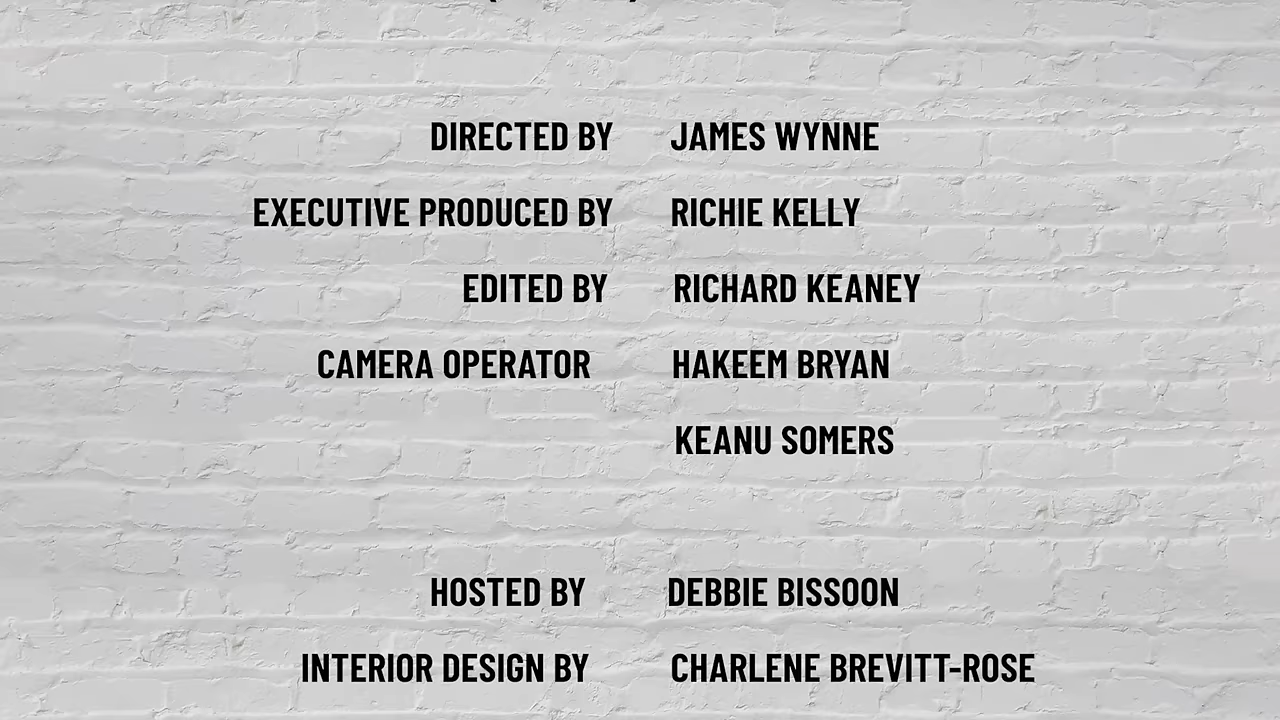 DIRECTED BY JAMES WYNNE
EXECUTIVE PRODUCED BY RICHIE KELLY
EDITED BY RICHARD KEANEY
CAMERA OPERATOR HAKEEM BRYAN
KEANU SOMERS
HOSTED BY DEBBIE BISSOON
INTERIOR DESIGN BY CHARLENE BREVITT-ROSE